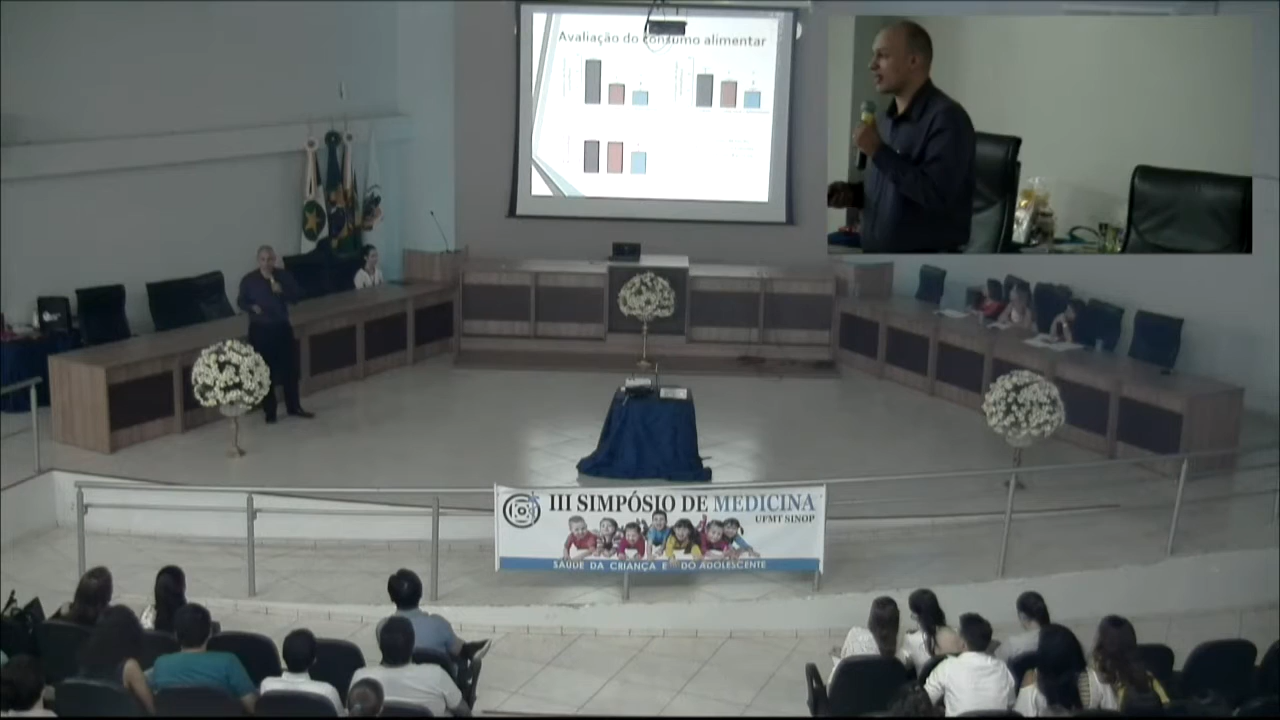 Avaliação do consumo alimentar
III SIMPÓSIO DE MEDICINA
UFMT SINOP
SAÚDE DA CRIANÇA E DO ADOLESCENTE